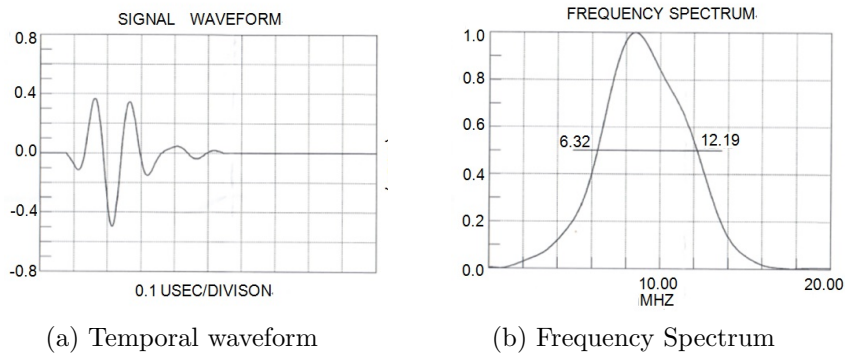 SIGNAL WAVEFORM
0.8
0.4
0.0
-0.4
-0.8
0.1 USEC/DIVISON
(a) Temporal waveform
FREQUENCY SPECTRUM
1.0
0.8
0.6
0.4
0.2
0.0
6.32
12.19
10.00
20.00
MHZ
(b) Frequency Spectrum